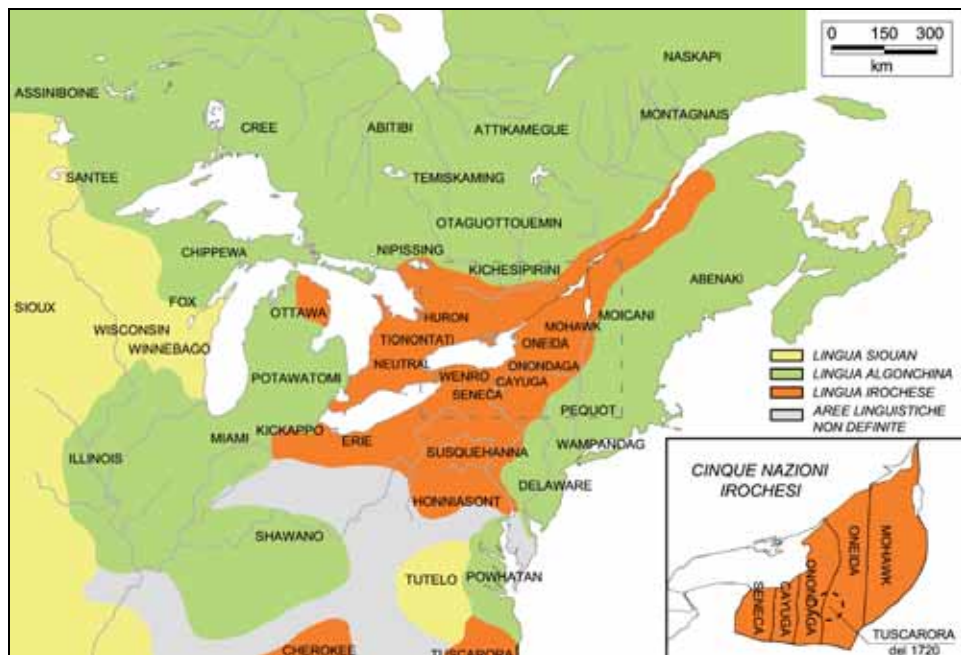 0 150 300
km
NASKAPI
ASSINIBOINE
MONTAGNAIS
CREE
ABITIBI
ATTIKAMEGUE
SANTEE
TEMISKAMING
OTAGUOTTOUEMIN
CHIPPEWA
NIPISSING
KICHESIPIRINI
ABENAKI
SIOUX
FOX
OTTAWA
HURON
MOHAWK
MOICANI
WISCONSIN
TIONONTATI
ONEIDA
WINNEBAGO
NEUTRAL
ONONDAGA
WENRO
CAYUGA
POTAWATOMI
SENECA
PEQUOT
KICKAPPO
MIAMI
ERIE
WAMPANDAG
ILLINOIS
SUSQUEHANNA
DELAWARE
HONNIASONT
SHAWANO
TUTELO
POWHATAN
CHEROKEE
TUSCARORA
LINGUA SIOUAN
LINGUA ALGONCHINA
LINGUA IROCHESE
AREE LINGUISTICHE
NON DEFINITE
CINQUE NAZIONI
IROCHESI
SENECA
CAYUGA
ONONDAGA
ONEIDA
MOHAWK
TUSCARORA
del 1720